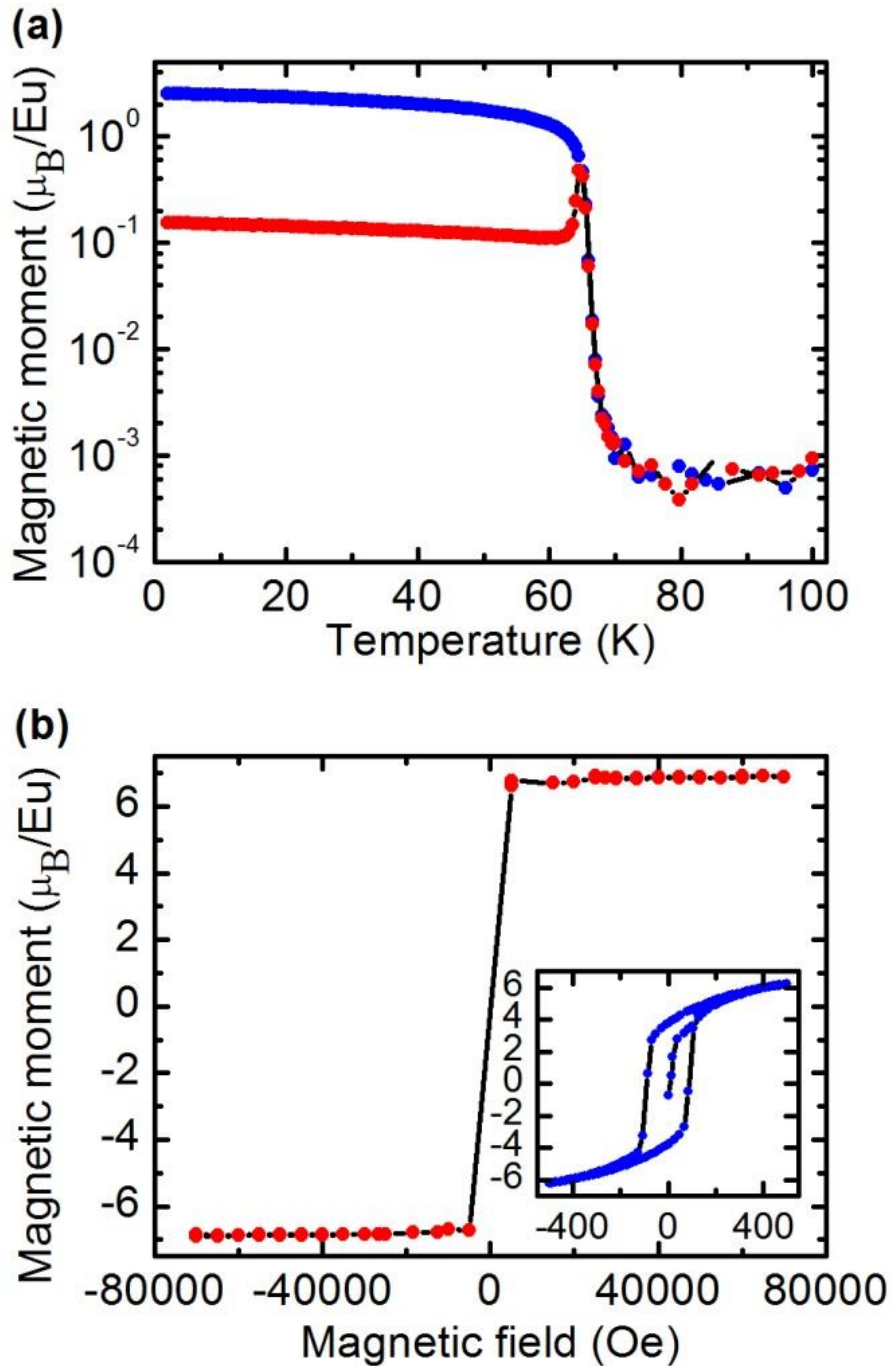 (a)
Magnetic moment (μB/Eu)
10^0
10^-1
10^-2
10^-3
10^-4
0 20 40 60 80 100
Temperature (K)
(b)
Magnetic moment (μB/Eu)
6
4
2
0
-2
-4
-6
6
4
2
0
-2
-4
-6
-400 0 400
-80000 -40000 0 40000 80000
Magnetic field (Oe)